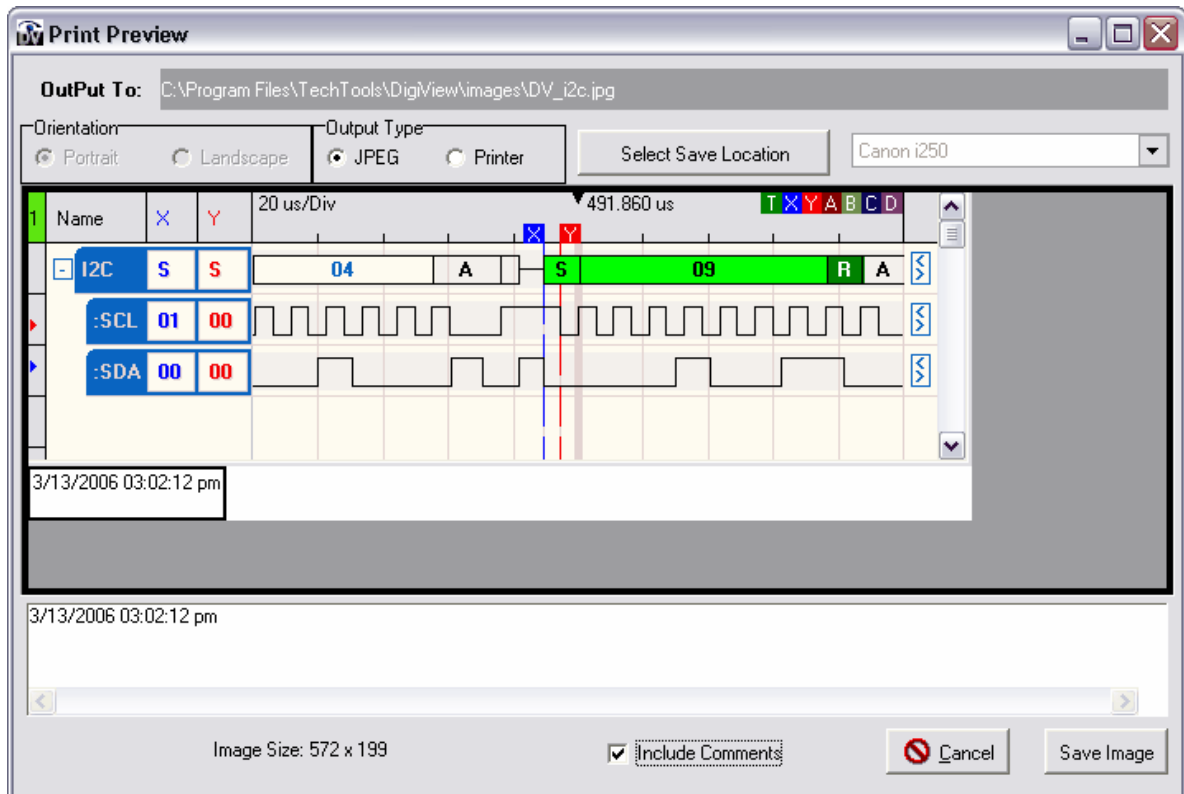 Print Preview
OutPut To: C:\Program Files\TechTools\DigiView\images\DV_i2c.jpg
Orientation
Portrait Landscape
Output Type
JPEG Printer
Select Save Location
Canon i250
1 Name X Y 20 us/Div 491.860 us T X Y A B C D
X Y
- I2C S S 04 A S 09 R A
:SCL 01 00
:SDA 00 00
3/13/2006 03:02:12 pm
3/13/2006 03:02:12 pm
Image Size: 572 x 199 Include Comments Cancel Save Image